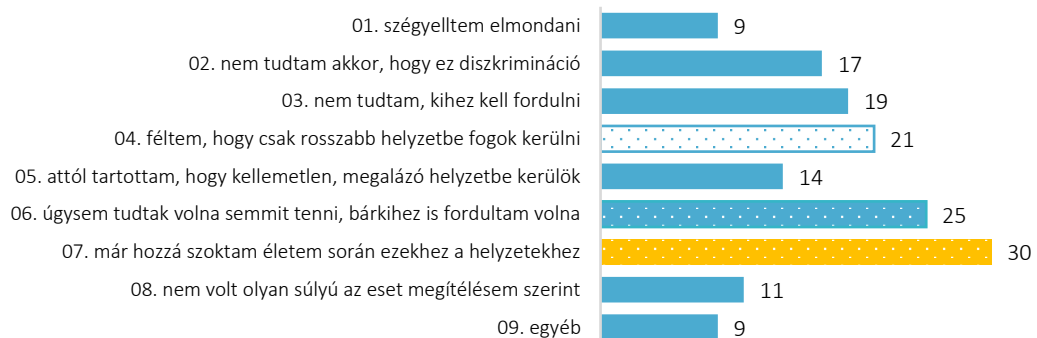 01. szégyelltem elmondani 9
02. nem tudtam akkor, hogy ez diszkrimináció 17
03. nem tudtam, kihez kell fordulni 19
04. féltem, hogy csak rosszabb helyzetbe fogok kerülni 21
05. attól tartottam, hogy kellemetlen, megalázó helyzetbe kerülök 14
06. úgysem tudtak volna semmit tenni, bárkihez is fordultam volna 25
07. már hozzá szoktam életem során ezekhez a helyzetekhez 30
08. nem volt olyan súlyú az eset megítélésem szerint 11
09. egyéb 9